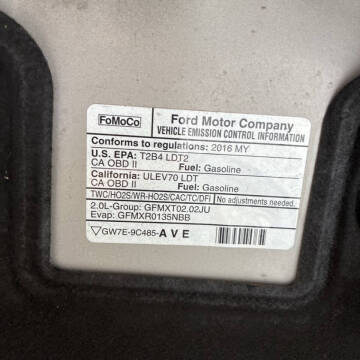 FoMoCo
Ford Motor Company
VEHICLE EMISSION CONTROL INFORMATION
Conforms to regulations: 2016 MY
U.S. EPA: T2B4 LDT2
CA OBD II Fuel: Gasoline
California: ULEV70 LDT
CA OBD II Fuel: Gasoline
TWC/HO2S/WR-HO2S/CAC/TC/DFI No adjustments needed.
2.0L-Group: GFMXT02.02JU
Evap: GFMXR0135NBB
GW7E-9C485-AVE